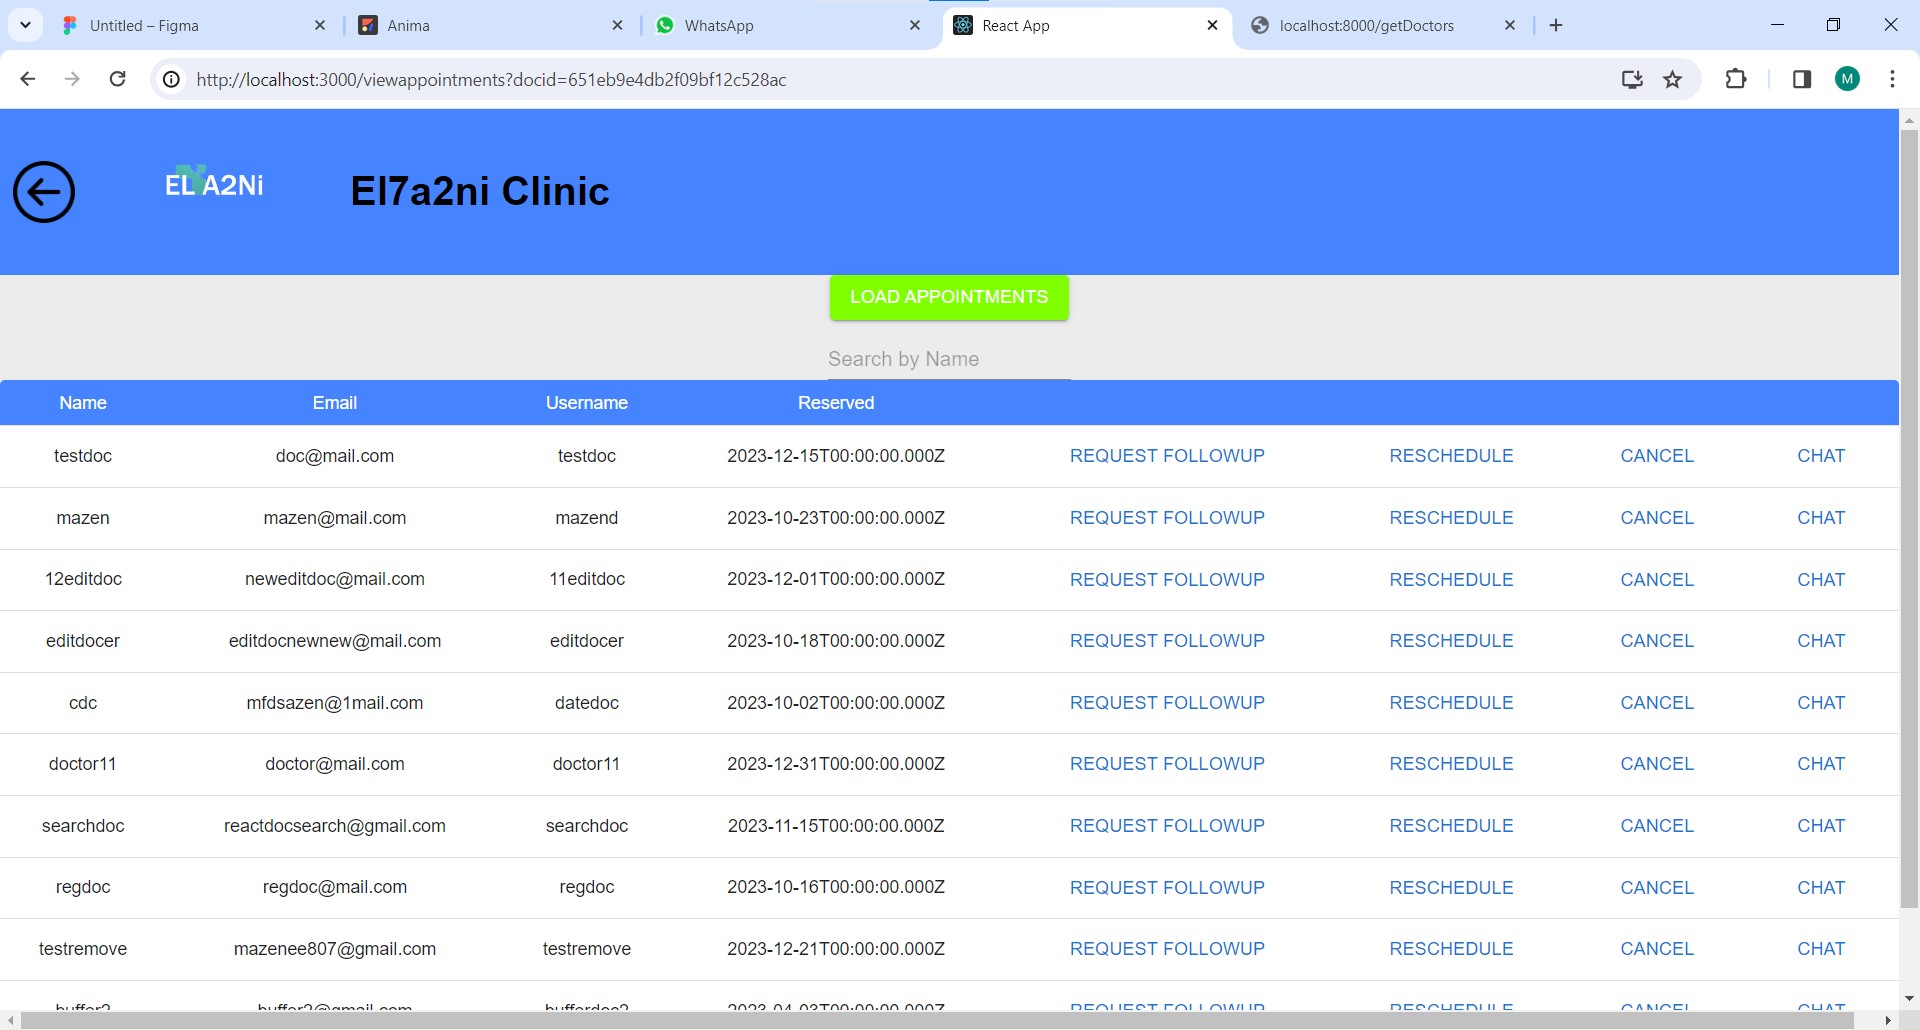 Untitled – Figma
Anima
WhatsApp
React App
localhost:8000/getDoctors
http://localhost:3000/viewappointments?docid=651eb9e4db2f09bf12c528ac
M
EL A2Ni
El7a2ni Clinic
LOAD APPOINTMENTS
Search by Name
Name Email Username Reserved
testdoc doc@mail.com testdoc 2023-12-15T00:00:00.000Z REQUEST FOLLOWUP RESCHEDULE CANCEL CHAT
mazen mazen@mail.com mazend 2023-10-23T00:00:00.000Z REQUEST FOLLOWUP RESCHEDULE CANCEL CHAT
12editdoc neweditdoc@mail.com 11editdoc 2023-12-01T00:00:00.000Z REQUEST FOLLOWUP RESCHEDULE CANCEL CHAT
editdocer editdocnewnew@mail.com editdocer 2023-10-18T00:00:00.000Z REQUEST FOLLOWUP RESCHEDULE CANCEL CHAT
cdc mfdsazen@1mail.com datedoc 2023-10-02T00:00:00.000Z REQUEST FOLLOWUP RESCHEDULE CANCEL CHAT
doctor11 doctor@mail.com doctor11 2023-12-31T00:00:00.000Z REQUEST FOLLOWUP RESCHEDULE CANCEL CHAT
searchdoc reactdocsearch@gmail.com searchdoc 2023-11-15T00:00:00.000Z REQUEST FOLLOWUP RESCHEDULE CANCEL CHAT
regdoc regdoc@mail.com regdoc 2023-10-16T00:00:00.000Z REQUEST FOLLOWUP RESCHEDULE CANCEL CHAT
testremove mazenee807@gmail.com testremove 2023-12-21T00:00:00.000Z REQUEST FOLLOWUP RESCHEDULE CANCEL CHAT
REQUEST FOLLOWUP RESCHEDULE CANCEL CHAT